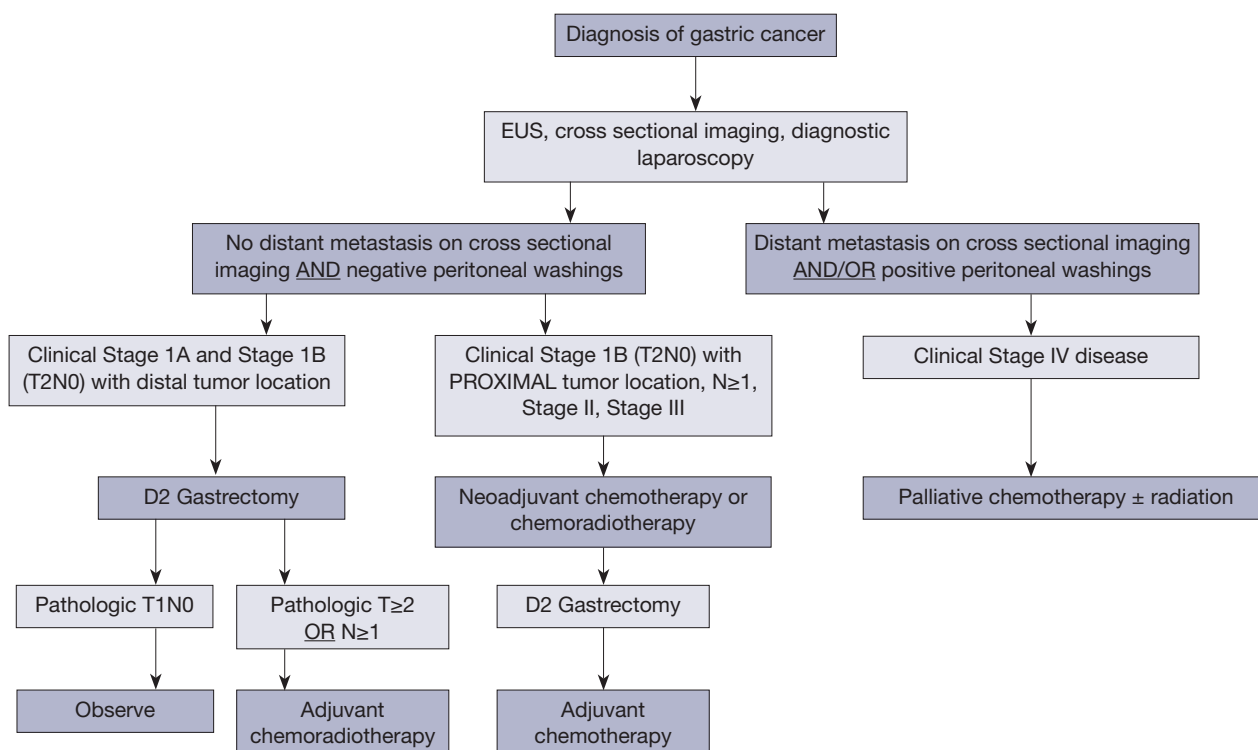 Diagnosis of gastric cancer
EUS, cross sectional imaging, diagnostic
laparoscopy
No distant metastasis on cross sectional
imaging AND negative peritoneal washings
Distant metastasis on cross sectional imaging
AND/OR positive peritoneal washings
Clinical Stage 1A and Stage 1B
(T2N0) with distal tumor location
Clinical Stage 1B (T2N0) with
PROXIMAL tumor location, N≥1,
Stage II, Stage III
Clinical Stage IV disease
D2 Gastrectomy
Neoadjuvant chemotherapy or
chemoradiotherapy
Palliative chemotherapy ± radiation
Pathologic T1N0
Pathologic T≥2
OR N≥1
D2 Gastrectomy
Observe
Adjuvant
chemoradiotherapy
Adjuvant
chemotherapy